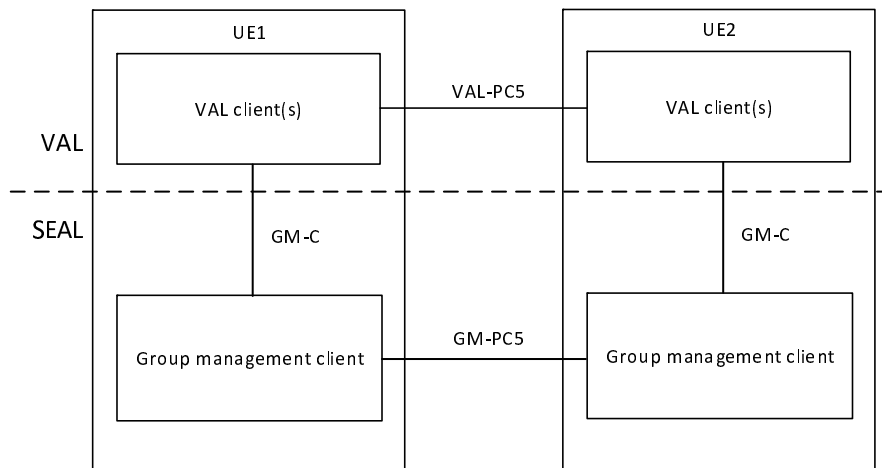 UE1
UE2
VAL client(s)
VAL-PC5
VAL client(s)
VAL
SEAL
GM-C
GM-C
Group management client
GM-PC5
Group management client